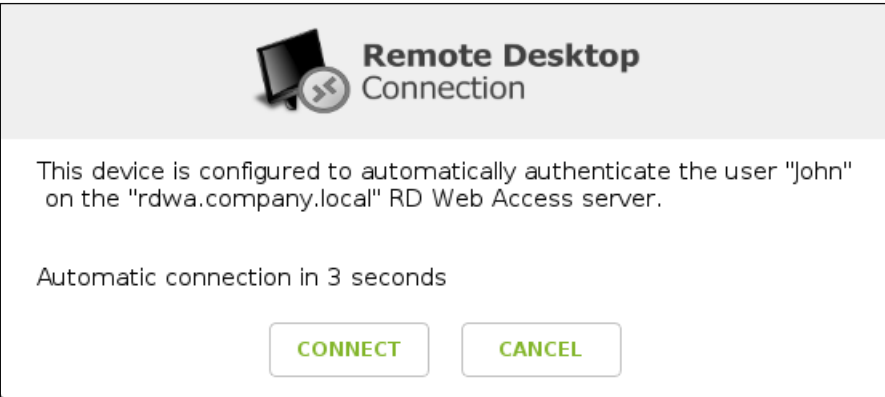 Remote Desktop
Connection
This device is configured to automatically authenticate the user "John"
on the "rdwa.company.local" RD Web Access server.
Automatic connection in 3 seconds
CONNECT CANCEL